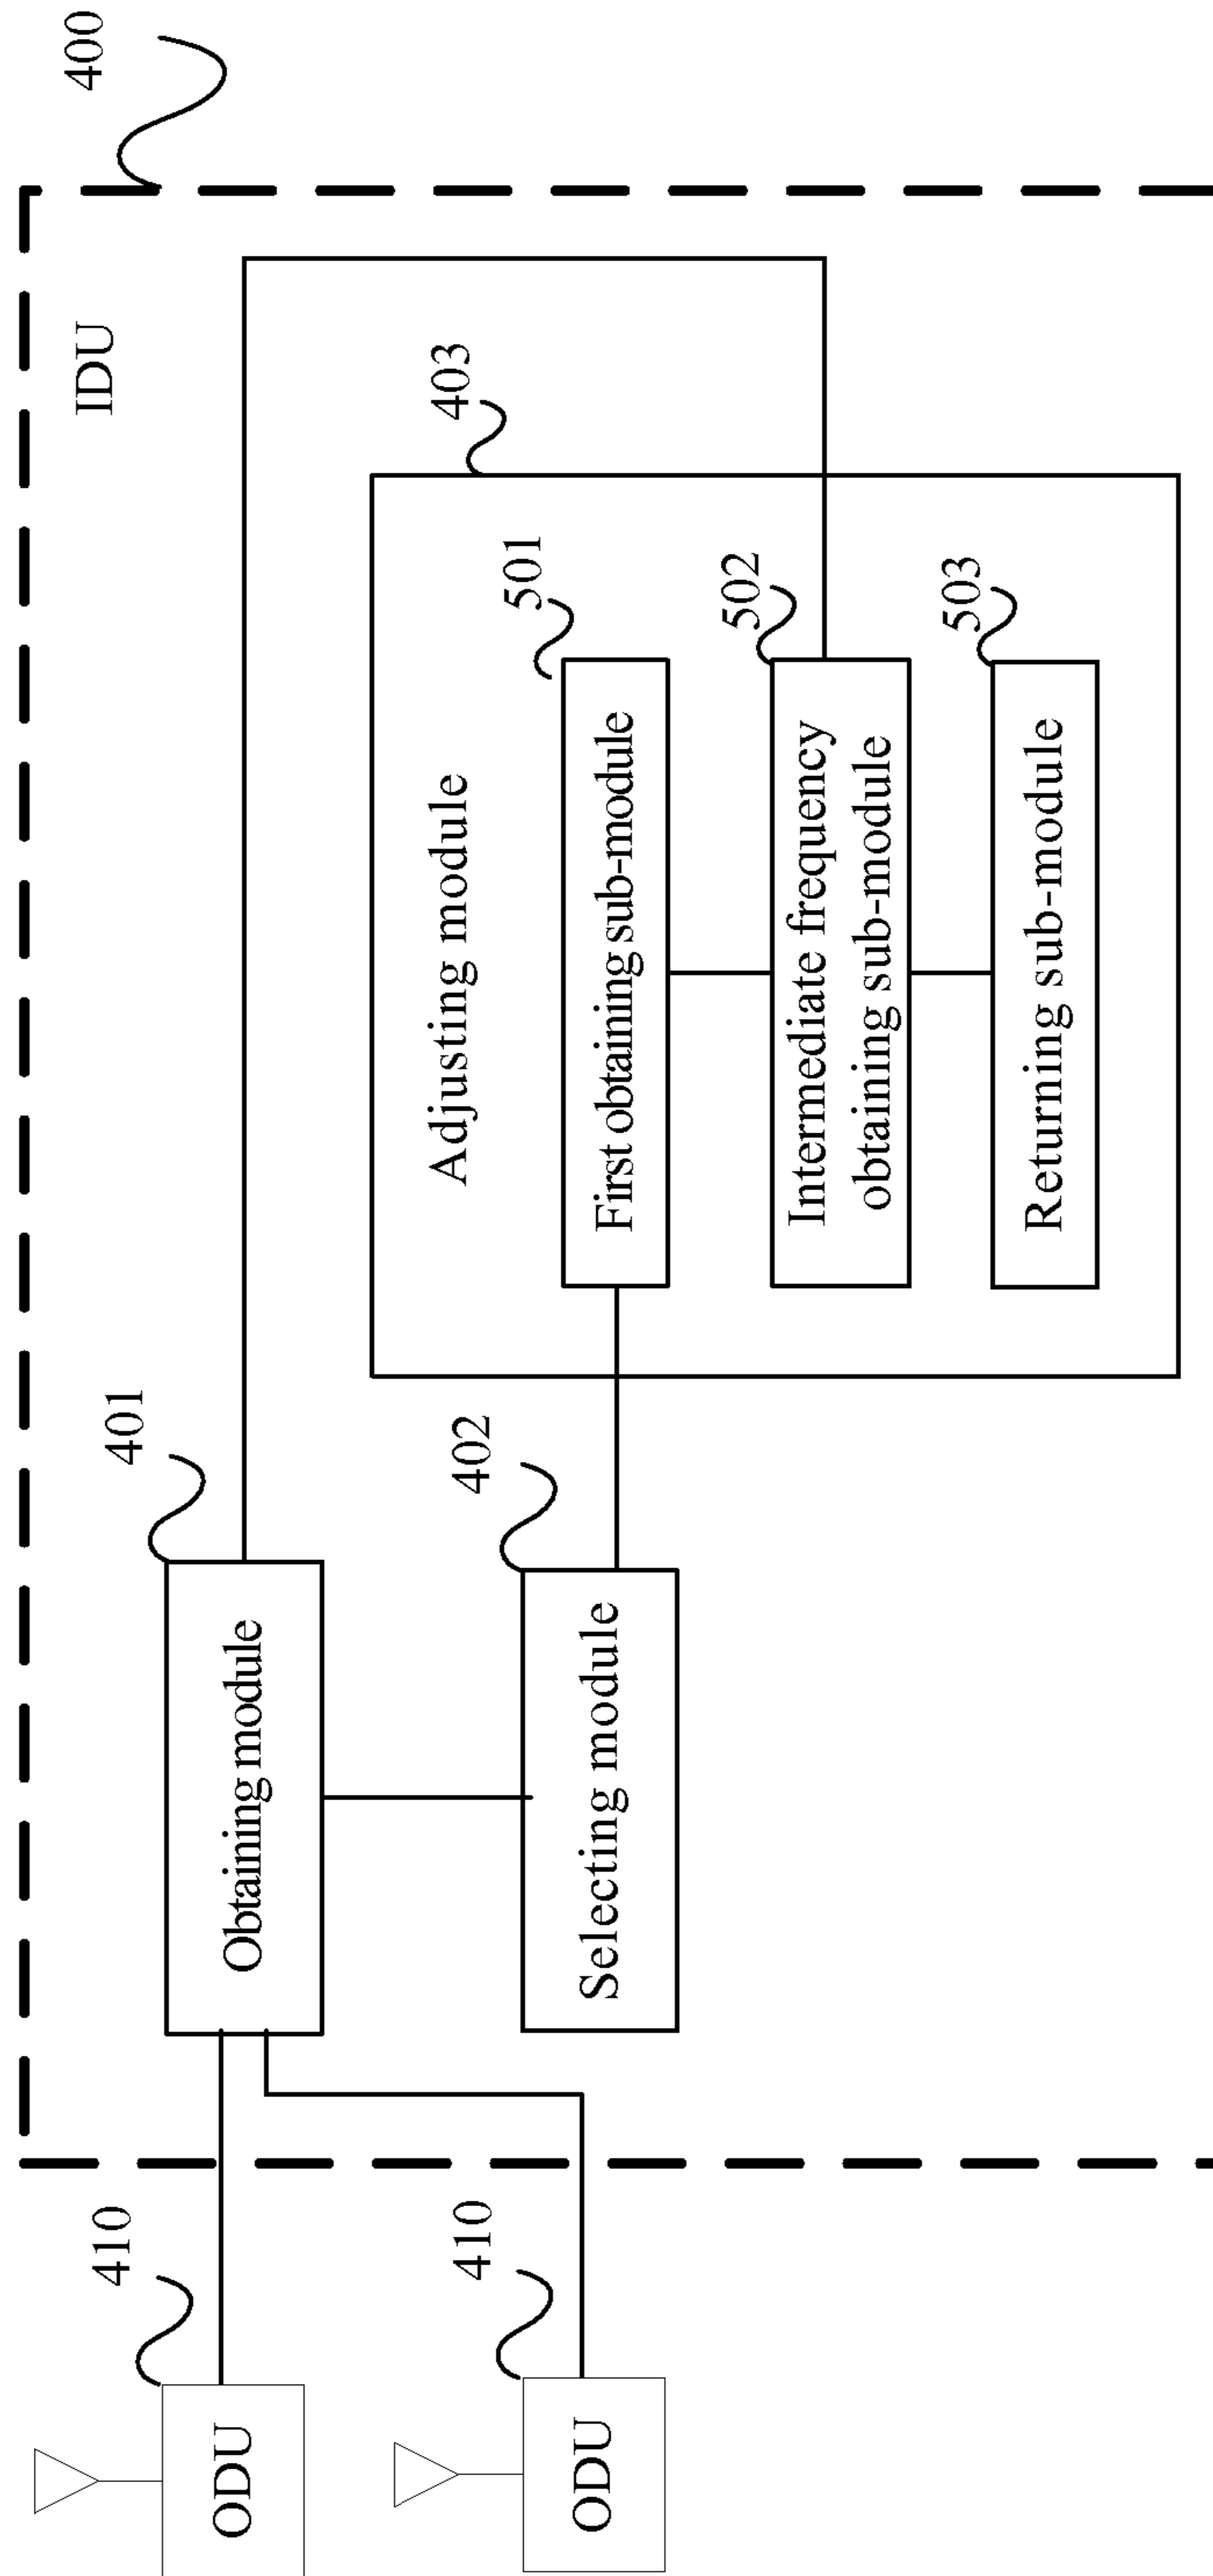 400
IDU
410
ODU
401
Obtaining module
403
Adjusting module
501
First obtaining sub-module
410
ODU
402
Selecting module
502
Intermediate frequency
obtaining sub-module
503
Returning sub-module